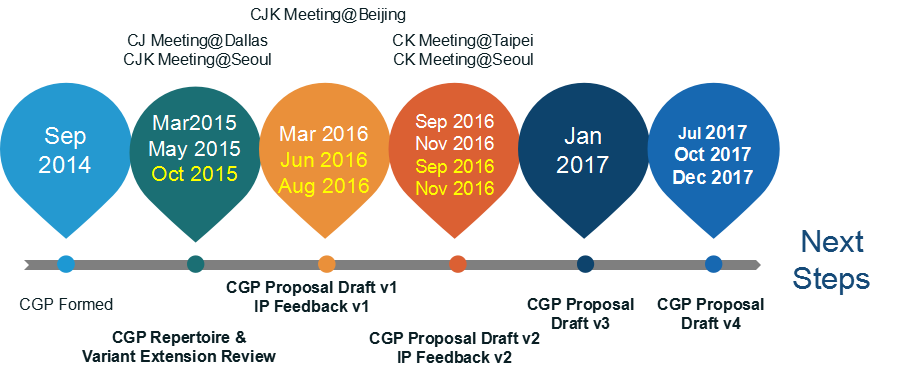 CJK Meeting@Beijing
CJ Meeting@Dallas
CJK Meeting@Seoul
CK Meeting@Taipei
CK Meeting@Seoul
Sep
2014
Mar2015
May 2015
Oct 2015
Mar 2016
Jun 2016
Aug 2016
Sep 2016
Nov 2016
Sep 2016
Nov 2016
Jan
2017
Jul 2017
Oct 2017
Dec 2017
Next
Steps
CGP Formed
CGP Repertoire &
Variant Extension Review
CGP Proposal Draft v1
IP Feedback v1
CGP Proposal Draft v2
IP Feedback v2
CGP Proposal
Draft v3
CGP Proposal
Draft v4